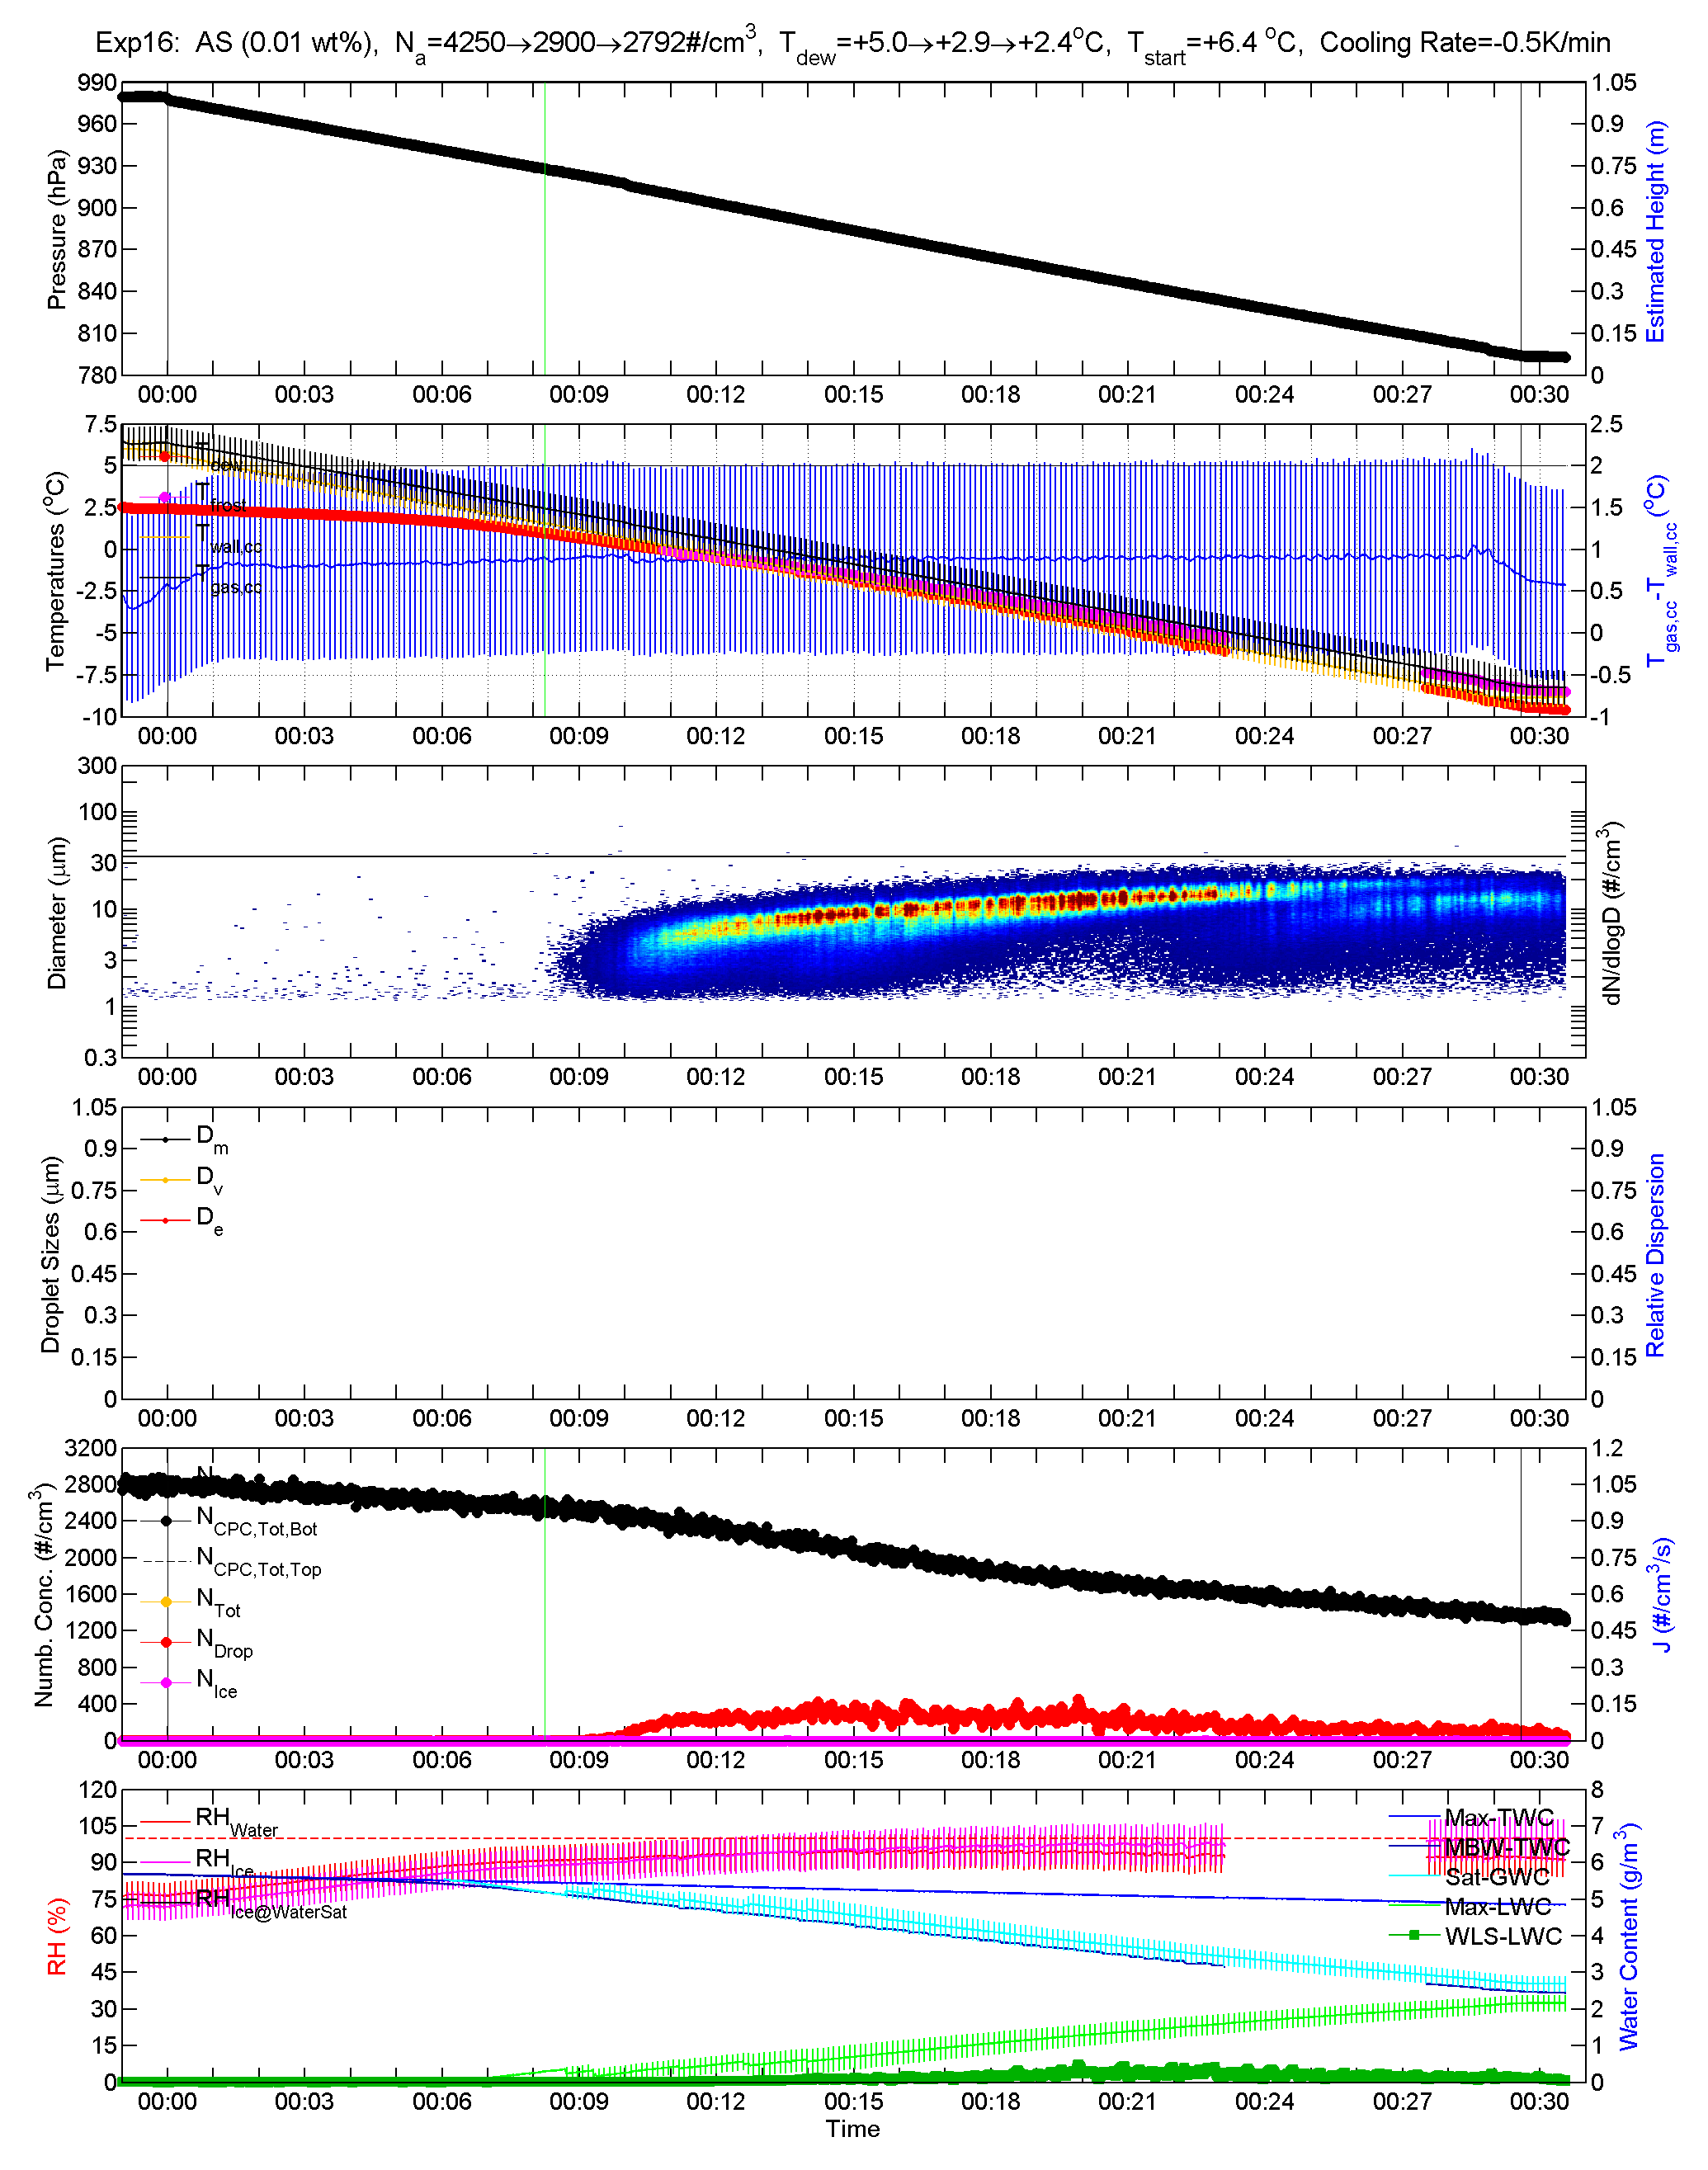 Exp16: AS (0.01 wt%), Na=4250→2900→2792#/cm3, Tdew=+5.0→+2.9→+2.4oC, Tstart=+6.4 oC, Cooling Rate=-0.5K/min
990
960
930
900
870
840
810
780
Pressure (hPa)
1.05
0.9
0.75
0.6
0.45
0.3
0.15
0
Estimated Height (m)
00:00 00:03 00:06 00:09 00:12 00:15 00:18 00:21 00:24 00:27 00:30
7.5
5
2.5
0
-2.5
-5
-7.5
-10
Temperatures (oC)
Tdew
Tfrost
Twall,cc
Tgas,cc
2.5
2
1.5
1
0.5
0
-0.5
-1
Tgas,cc-Twall,cc (oC)
00:00 00:03 00:06 00:09 00:12 00:15 00:18 00:21 00:24 00:27 00:30
300
100
30
10
3
1
0.3
Diameter (μm)
dN/dlogD (#/cm3)
00:00 00:03 00:06 00:09 00:12 00:15 00:18 00:21 00:24 00:27 00:30
1.05
0.9
0.75
0.6
0.45
0.3
0.15
0
Droplet Sizes (μm)
Dm
Dv
De
1.05
0.9
0.75
0.6
0.45
0.3
0.15
0
Relative Dispersion
00:00 00:03 00:06 00:09 00:12 00:15 00:18 00:21 00:24 00:27 00:30
3200
2800
2400
2000
1600
1200
800
400
0
Numb. Conc. (#/cm3)
N
NCPC,Tot,Bot
NCPC,Tot,Top
NTot
NDrop
NIce
1.2
1.05
0.9
0.75
0.6
0.45
0.3
0.15
0
J (#/cm3/s)
00:00 00:03 00:06 00:09 00:12 00:15 00:18 00:21 00:24 00:27 00:30
120
105
90
75
60
45
30
15
0
RH (%)
RHWater
RHIce
RHIce@WaterSat
Max-TWC
MBW-TWC
Sat-GWC
Max-LWC
WLS-LWC
8
7
6
5
4
3
2
1
0
Water Content (g/m3)
00:00 00:03 00:06 00:09 00:12 00:15 00:18 00:21 00:24 00:27 00:30
Time